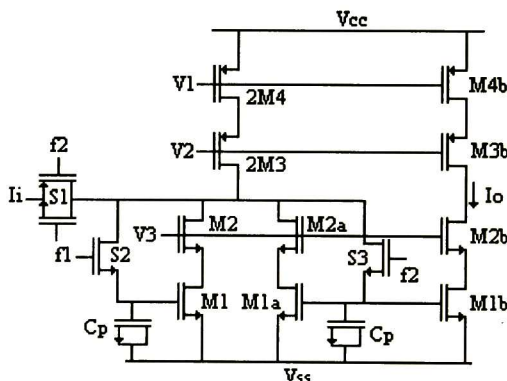 Vcc
V1
2M4
M4b
V2
2M3
M3b
f2
Ii
S1
Io
f1
S2
V3
M2
M2a
S3
f2
M2b
M1
M1a
M1b
Cp
Cp
Vss